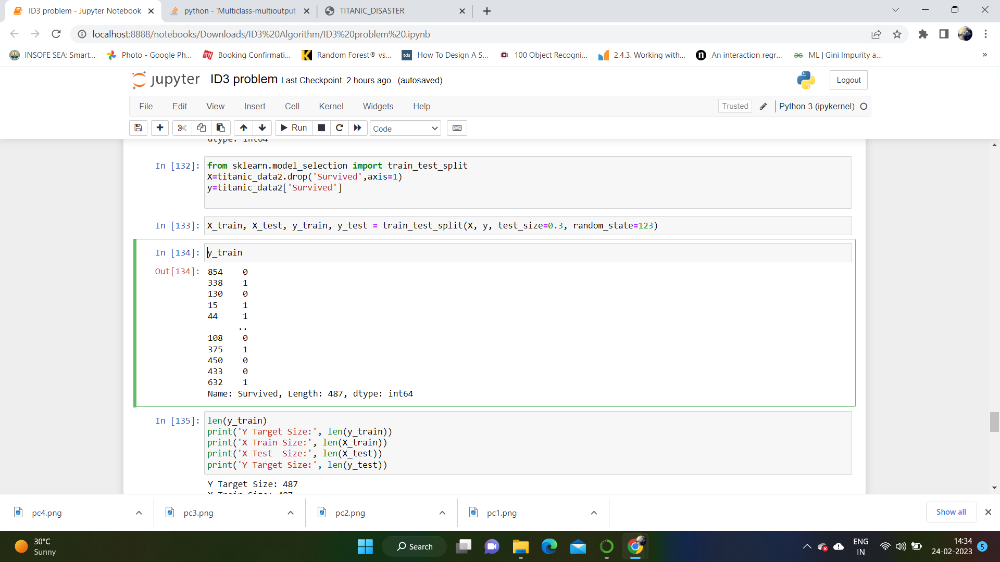 ID3 problem - Jupyter Notebook
python - 'Multiclass-multioutput
TITANIC_DISASTER
localhost:8888/notebooks/Downloads/ID3%20Algorithm/ID3%20problem%20.ipynb
INSOFE SEA: Smart...
Photo - Google Ph...
Booking Confirmati...
Random Forest® vs...
tds
How To Design A S...
100 Object Recogni...
2.4.3. Working with...
An interaction regr...
ML | Gini Impurity a...
»
jupyter
ID3 problem Last Checkpoint: 2 hours ago (autosaved)
Logout
File Edit View Insert Cell Kernel Widgets Help
Trusted
Python 3 (ipykernel)
Run
Code
dtype: int64
In [132]: from sklearn.model_selection import train_test_split
X=titanic_data2.drop('Survived',axis=1)
y=titanic_data2['Survived']
In [133]: X_train, X_test, y_train, y_test = train_test_split(X, y, test_size=0.3, random_state=123)
In [134]: y_train
Out[134]: 854 0
338 1
130 0
15 1
44 1
..
108 0
375 1
450 0
433 0
632 1
Name: Survived, Length: 487, dtype: int64
In [135]: len(y_train)
print('Y Target Size:', len(y_train))
print('X Train Size:', len(X_train))
print('X Test  Size:', len(X_test))
print('Y Target Size:', len(y_test))
Y Target Size: 487
X Train Size: 487
pc4.png
pc3.png
pc2.png
pc1.png
Show all
30°C
Sunny
Search
ENG
IN
14:34
24-02-2023
5